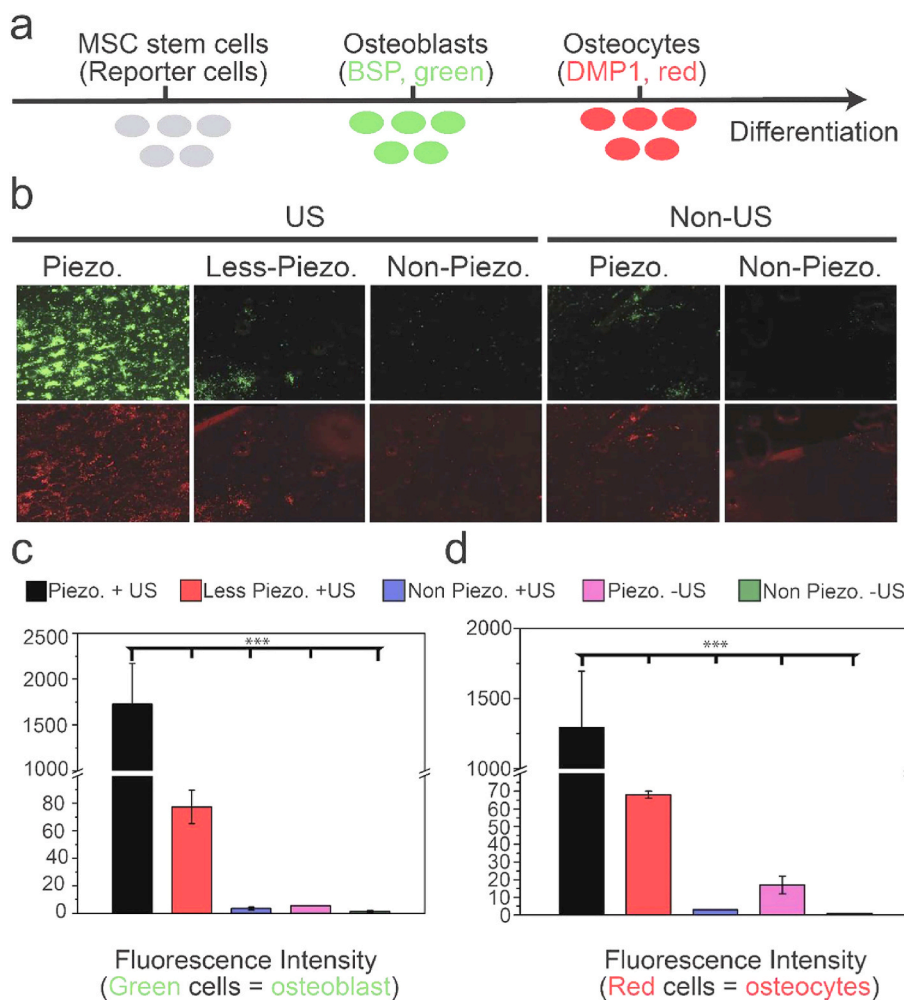 a
MSC stem cells
(Reporter cells)
Osteoblasts
(BSP, green)
Osteocytes
(DMP1, red)
Differentiation
b
US
Non-US
Piezo.
Less-Piezo.
Non-Piezo.
Piezo.
Non-Piezo.
c
d
Piezo. + US
Less Piezo. +US
Non Piezo. +US
Piezo. -US
Non Piezo. -US
2500
2000
1500
1000
80
60
40
20
0
***
Fluorescence Intensity
(Green cells = osteoblast)
2000
1500
1000
70
60
50
40
30
20
10
0
***
Fluorescence Intensity
(Red cells = osteocytes)